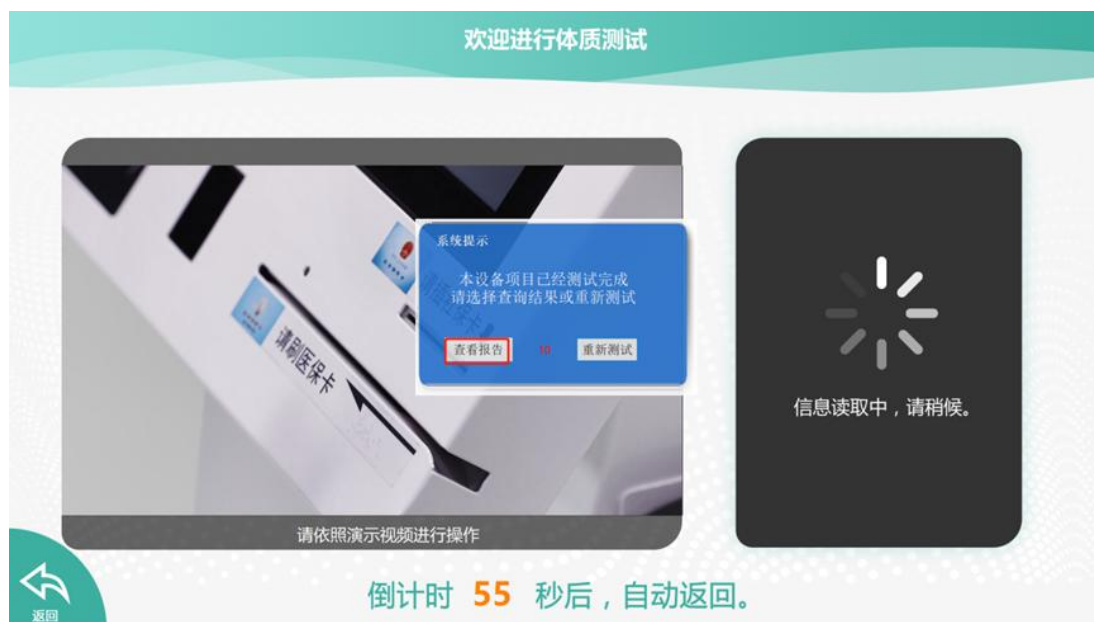 欢迎进行体质测试
系统提示
本设备项目已经测试完成
请选择查询结果或重新测试
查看报告
10
重新测试
请刷医保卡
信息读取中，请稍候。
请依照演示视频进行操作
返回
倒计时 55 秒后，自动返回。